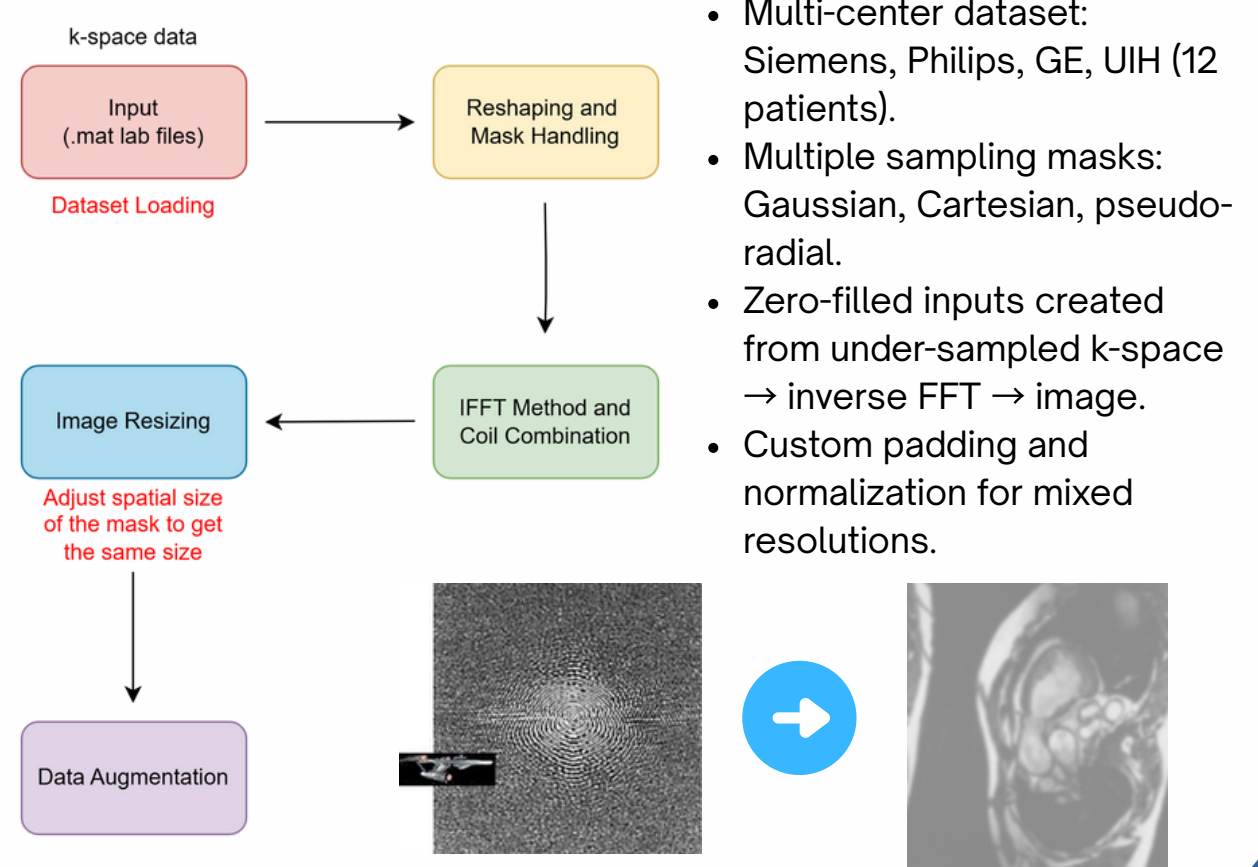 k-space data
Input
(.mat lab files)
Dataset Loading
Reshaping and
Mask Handling
IFFT Method and
Coil Combination
Image Resizing
Adjust spatial size
of the mask to get
the same size
Data Augmentation
• Multi-center dataset:
Siemens, Philips, GE, UIH (12
patients).
• Multiple sampling masks:
Gaussian, Cartesian, pseudo-
radial.
• Zero-filled inputs created
from under-sampled k-space
→ inverse FFT → image.
• Custom padding and
normalization for mixed
resolutions.